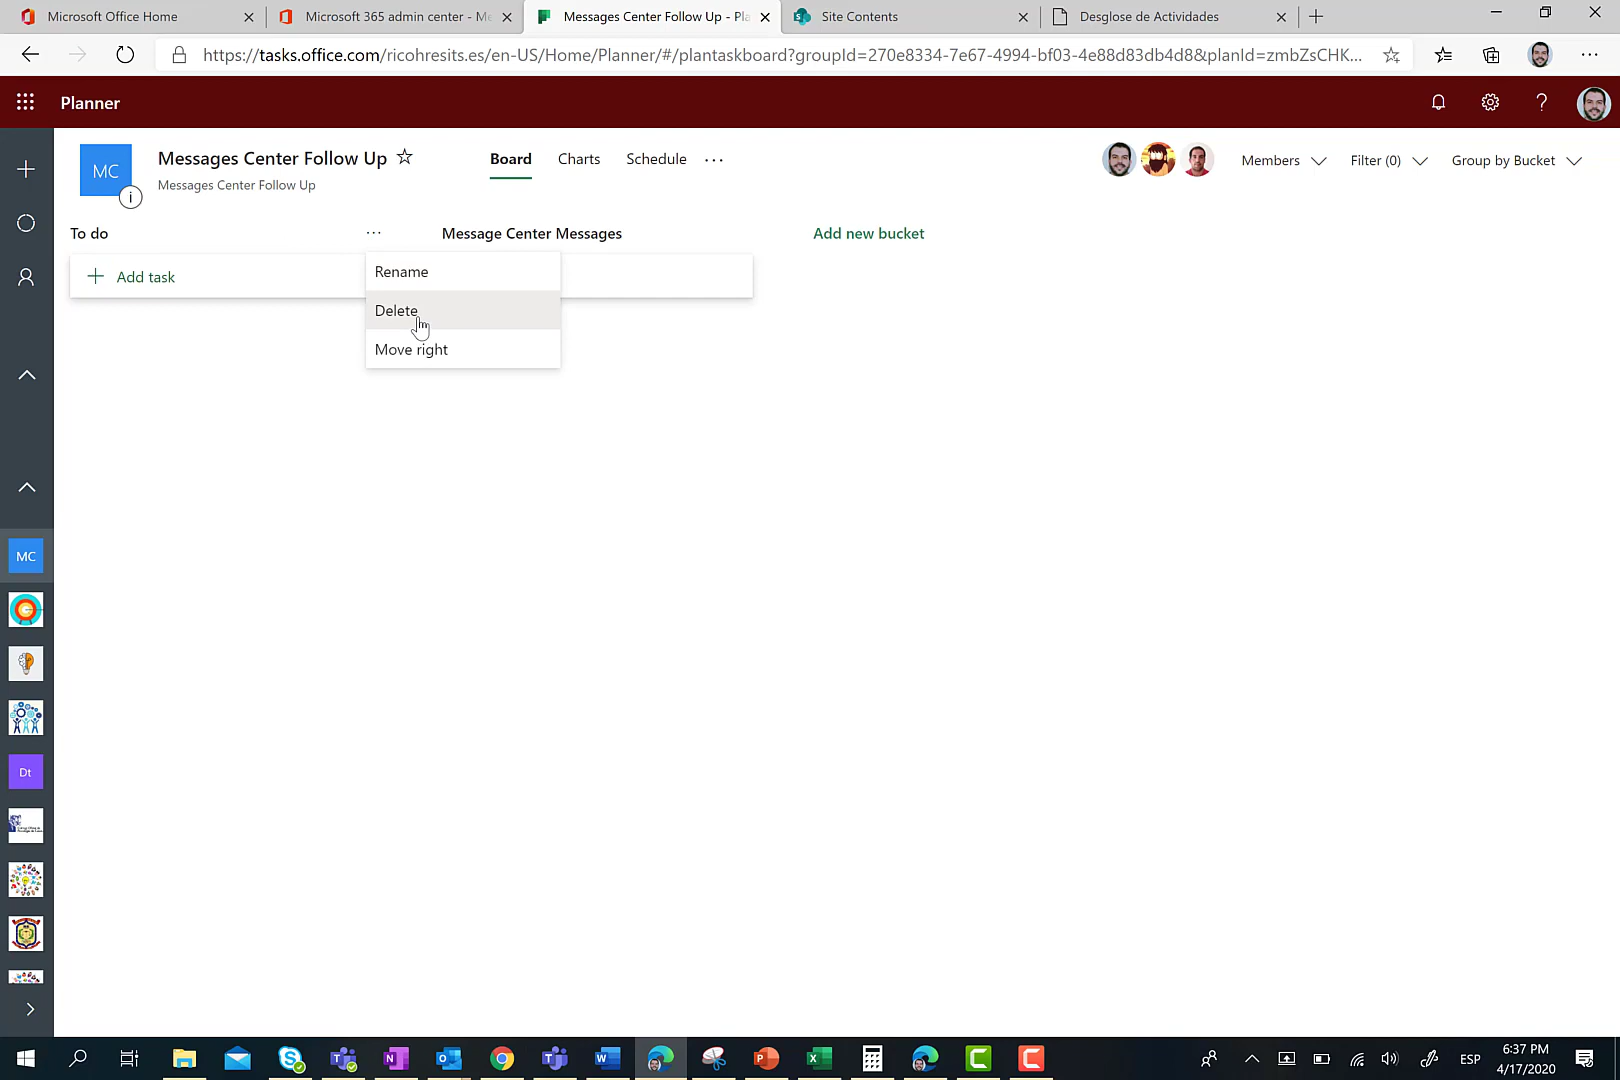 Microsoft Office Home
Microsoft 365 admin center - Me
Messages Center Follow Up - Pla
Site Contents
Desglose de Actividades
https://tasks.office.com/ricohresits.es/en-US/Home/Planner/#/plantaskboard?groupId=270e8334-7e67-4994-bf03-4e88d83db4d8&planId=zmbZsCHK...
Planner
MC
Messages Center Follow Up
Messages Center Follow Up
Board
Charts
Schedule
Members
Filter (0)
Group by Bucket
To do
Message Center Messages
Add new bucket
Add task
Rename
Delete
Move right
MC
Dt
ESP
6:37 PM
4/17/2020